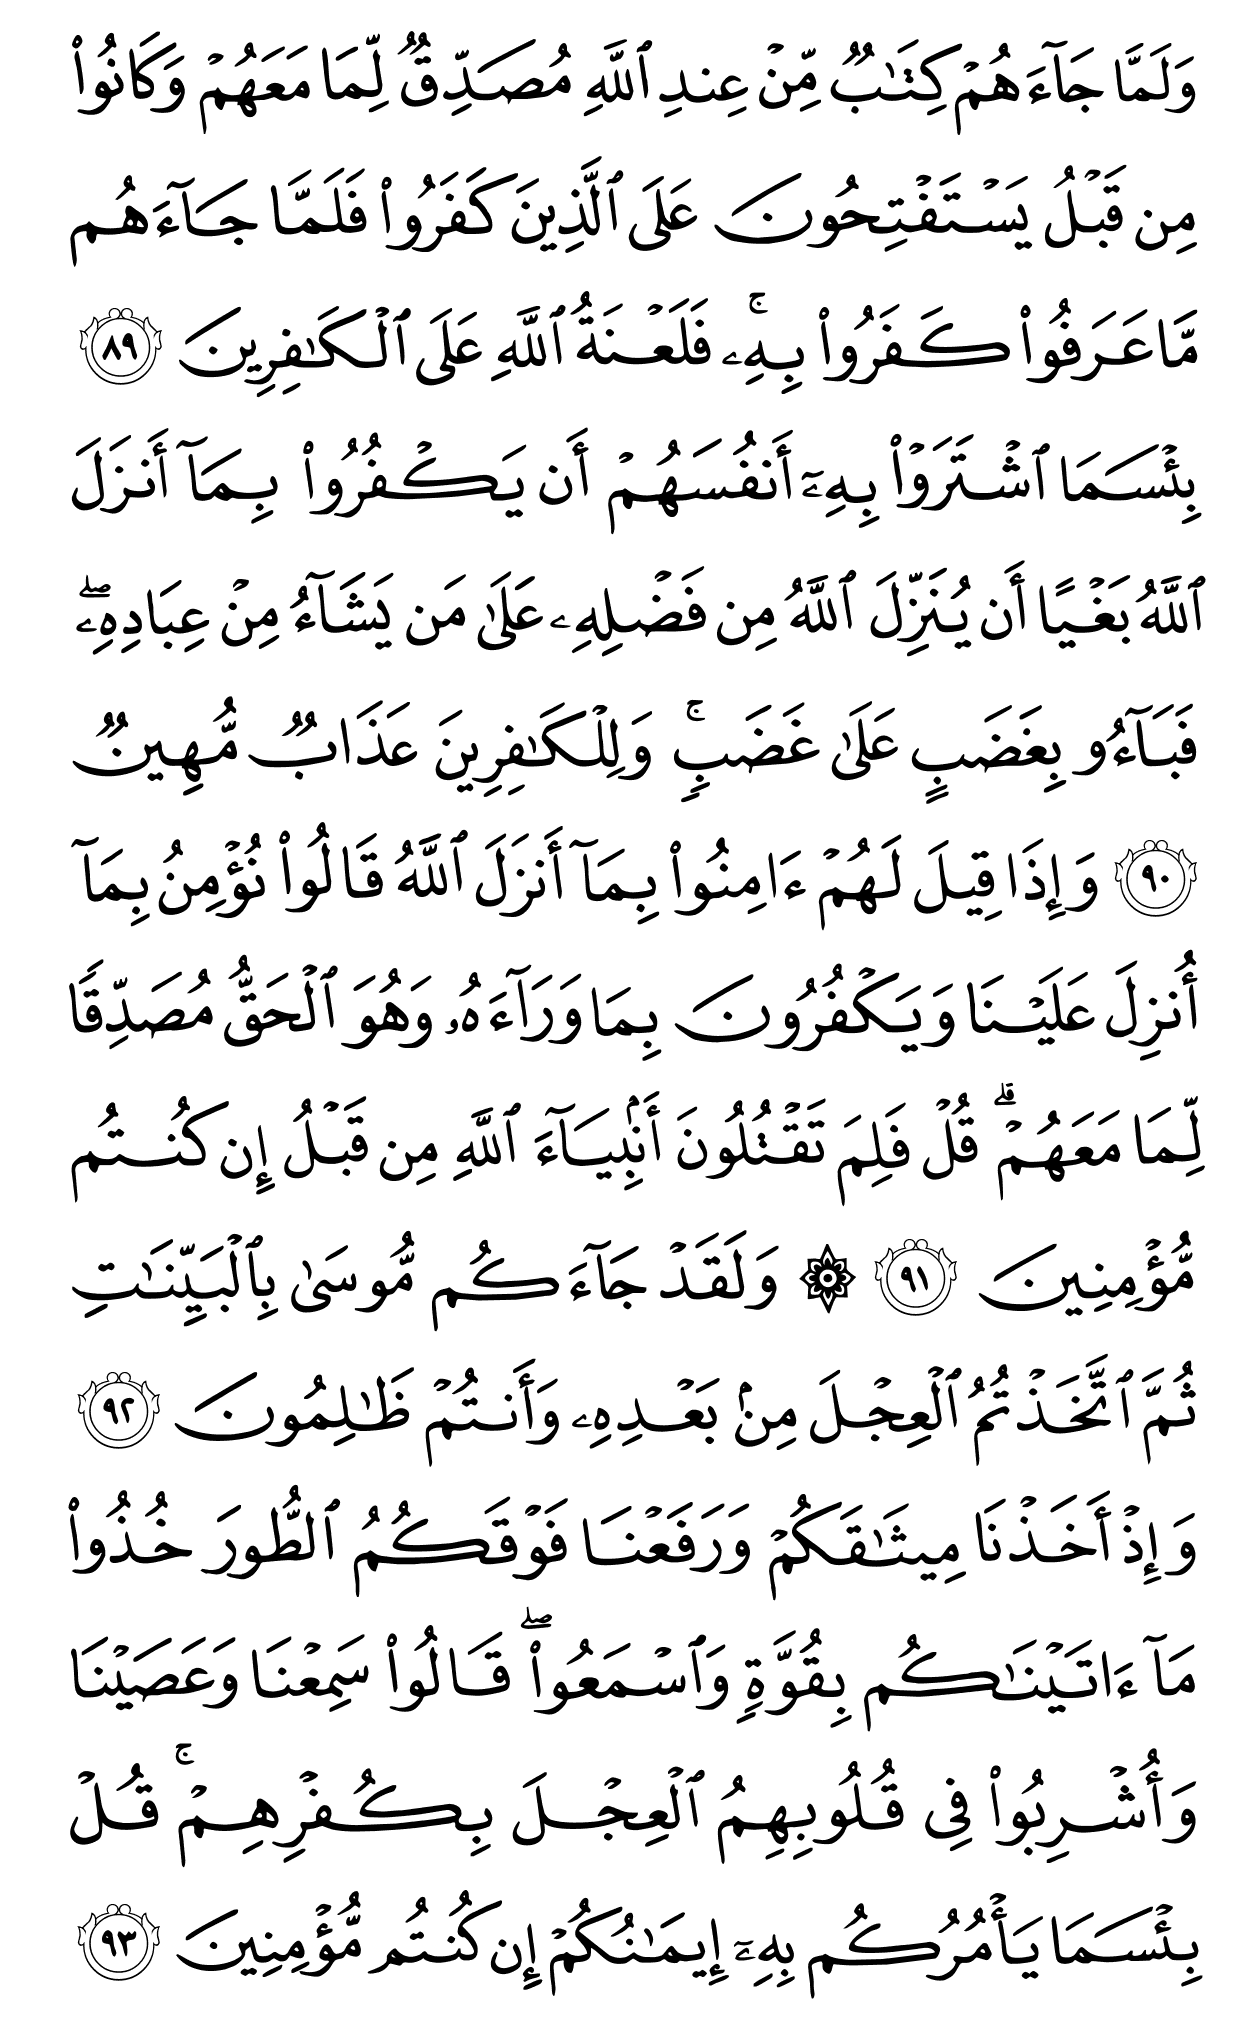 وَلَمَّا جَآءَهُمْ كِتَٰبٌ مِّنْ عِندِ ٱللَّهِ مُصَدِّقٌ لِّمَا مَعَهُمْ وَكَانُوا۟
مِن قَبْلُ يَسْتَفْتِحُونَ عَلَى ٱلَّذِينَ كَفَرُوا۟ فَلَمَّا جَآءَهُم
مَّا عَرَفُوا۟ كَفَرُوا۟ بِهِۦ ۚ فَلَعْنَةُ ٱللَّهِ عَلَى ٱلْكَٰفِرِينَ ٨٩
بِئْسَمَا ٱشْتَرَوْا۟ بِهِۦٓ أَنفُسَهُمْ أَن يَكْفُرُوا۟ بِمَآ أَنزَلَ
ٱللَّهُ بَغْيًا أَن يُنَزِّلَ ٱللَّهُ مِن فَضْلِهِۦ عَلَىٰ مَن يَشَآءُ مِنْ عِبَادِهِۦ ۖ
فَبَآءُو بِغَضَبٍ عَلَىٰ غَضَبٍ ۚ وَلِلْكَٰفِرِينَ عَذَابٌ مُّهِينٌ
٩٠ وَإِذَا قِيلَ لَهُمْ ءَامِنُوا۟ بِمَآ أَنزَلَ ٱللَّهُ قَالُوا۟ نُؤْمِنُ بِمَآ
أُنزِلَ عَلَيْنَا وَيَكْفُرُونَ بِمَا وَرَآءَهُۥ وَهُوَ ٱلْحَقُّ مُصَدِّقًا
لِّمَا مَعَهُمْ ۗ قُلْ فَلِمَ تَقْتُلُونَ أَنۢبِيَآءَ ٱللَّهِ مِن قَبْلُ إِن كُنتُم
مُّؤْمِنِينَ ٩١ ۞ وَلَقَدْ جَآءَكُم مُّوسَىٰ بِٱلْبَيِّنَٰتِ
ثُمَّ ٱتَّخَذْتُمُ ٱلْعِجْلَ مِنۢ بَعْدِهِۦ وَأَنتُمْ ظَٰلِمُونَ ٩٢
وَإِذْ أَخَذْنَا مِيثَٰقَكُمْ وَرَفَعْنَا فَوْقَكُمُ ٱلطُّورَ خُذُوا۟
مَآ ءَاتَيْنَٰكُم بِقُوَّةٍ وَٱسْمَعُوا۟ ۖ قَالُوا۟ سَمِعْنَا وَعَصَيْنَا
وَأُشْرِبُوا۟ فِى قُلُوبِهِمُ ٱلْعِجْلَ بِكُفْرِهِمْ ۚ قُلْ
بِئْسَمَا يَأْمُرُكُم بِهِۦٓ إِيمَٰنُكُمْ إِن كُنتُم مُّؤْمِنِينَ ٩٣